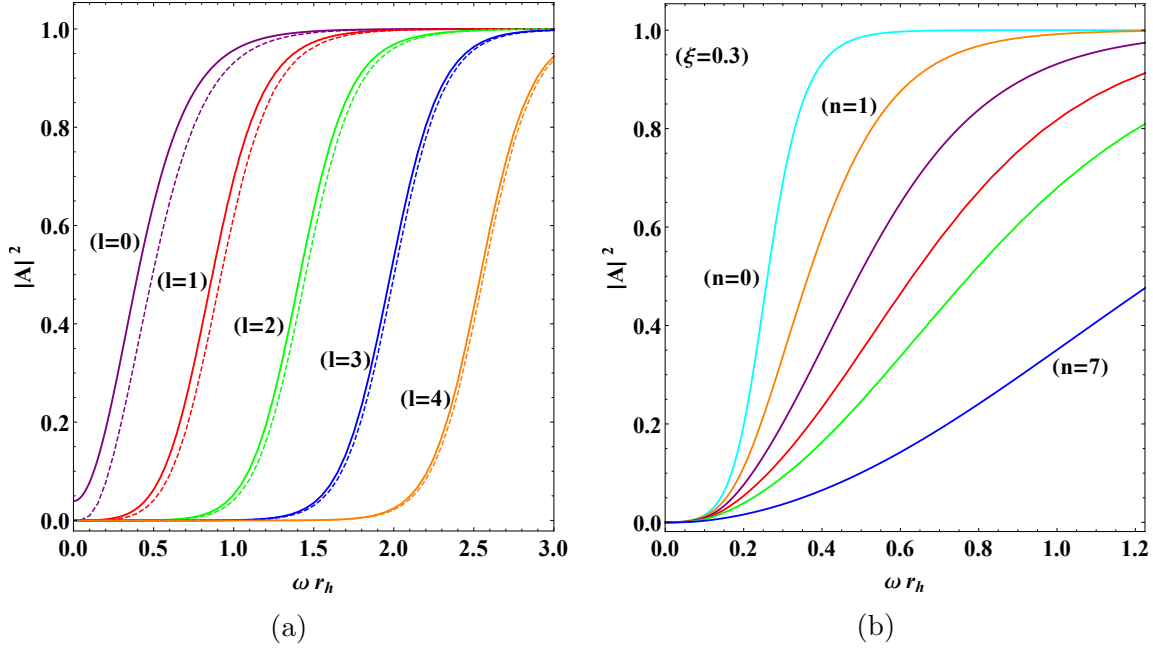 1.0
0.8
0.6
0.4
0.2
0.0
|A| ²
(l=0)
(l=1)
(l=2)
(l=3)
(l=4)
0.0 0.5 1.0 1.5 2.0 2.5 3.0
ω r_h
(a)
1.0
0.8
0.6
0.4
0.2
0.0
|A| ²
(ξ=0.3)
(n=1)
(n=0)
(n=7)
0.0 0.2 0.4 0.6 0.8 1.0 1.2
ω r_h
(b)